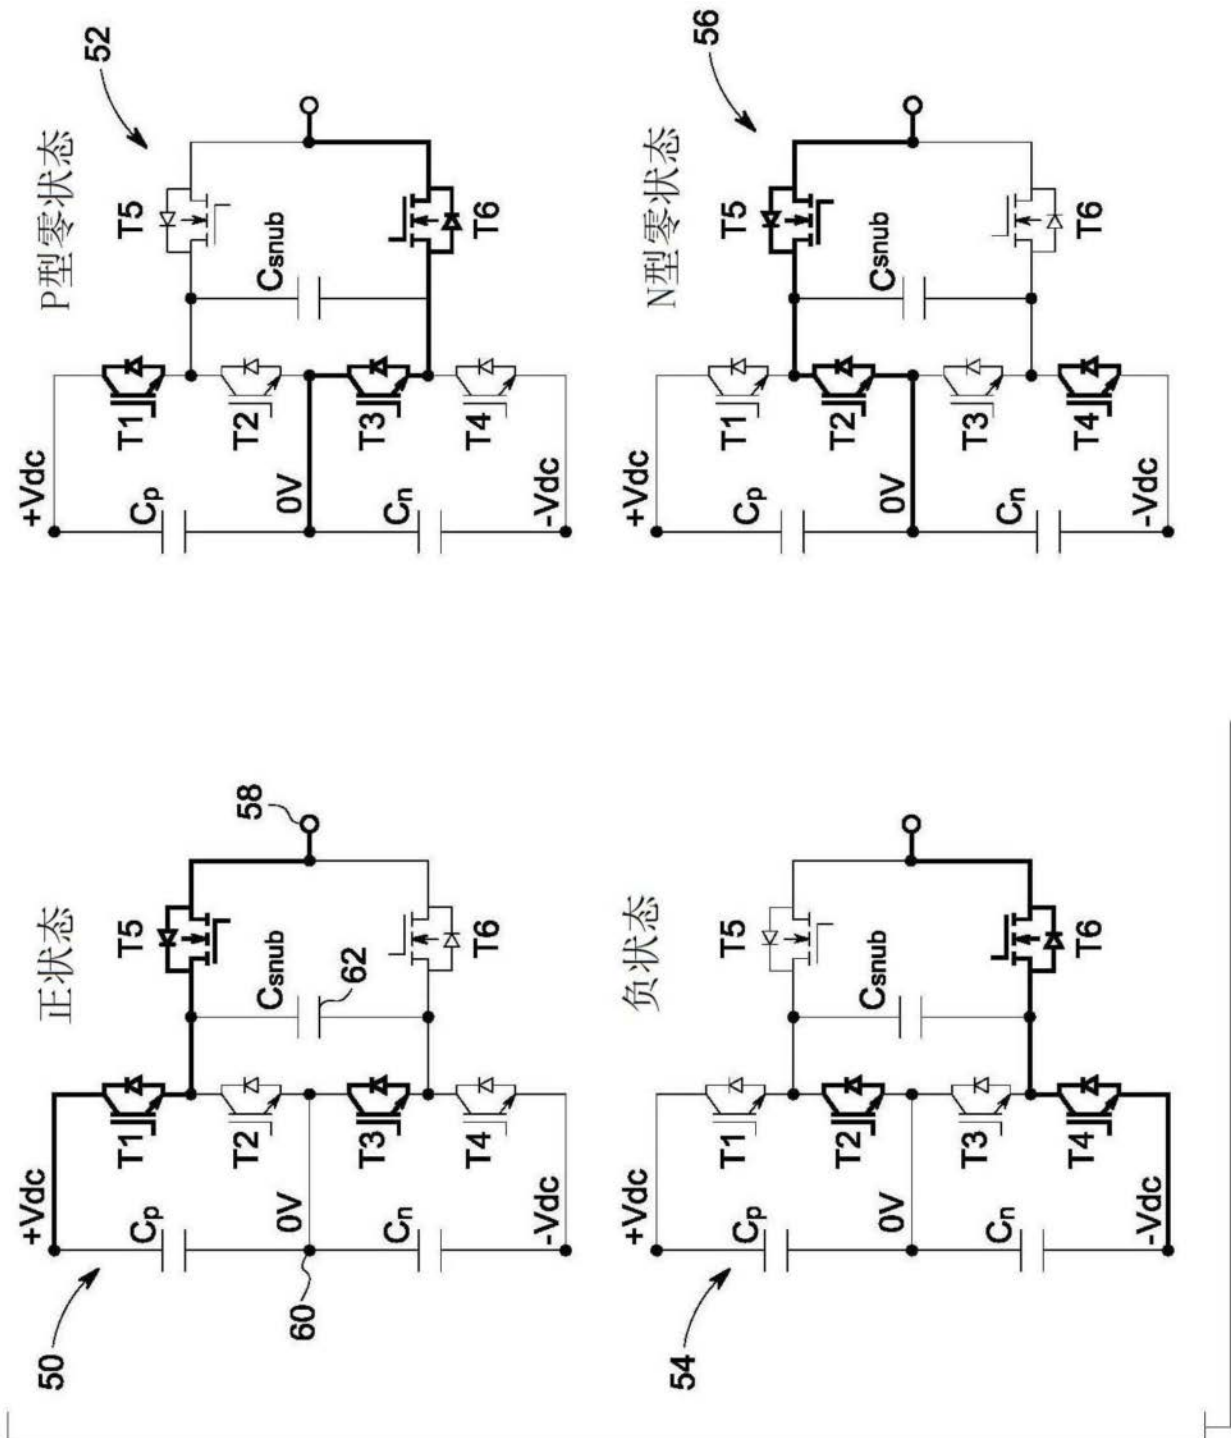 50
+Vdc
正状态
T1
T5
Cp
T2
Csnub
58
0V
60
62
T3
Cn
T4
T6
-Vdc
52
+Vdc
P型零状态
T1
T5
Cp
T2
Csnub
0V
T3
Cn
T4
T6
-Vdc
54
+Vdc
负状态
T1
T5
Cp
T2
Csnub
0V
T3
Cn
T4
T6
-Vdc
56
+Vdc
N型零状态
T1
T5
Cp
T2
Csnub
0V
T3
Cn
T4
T6
-Vdc